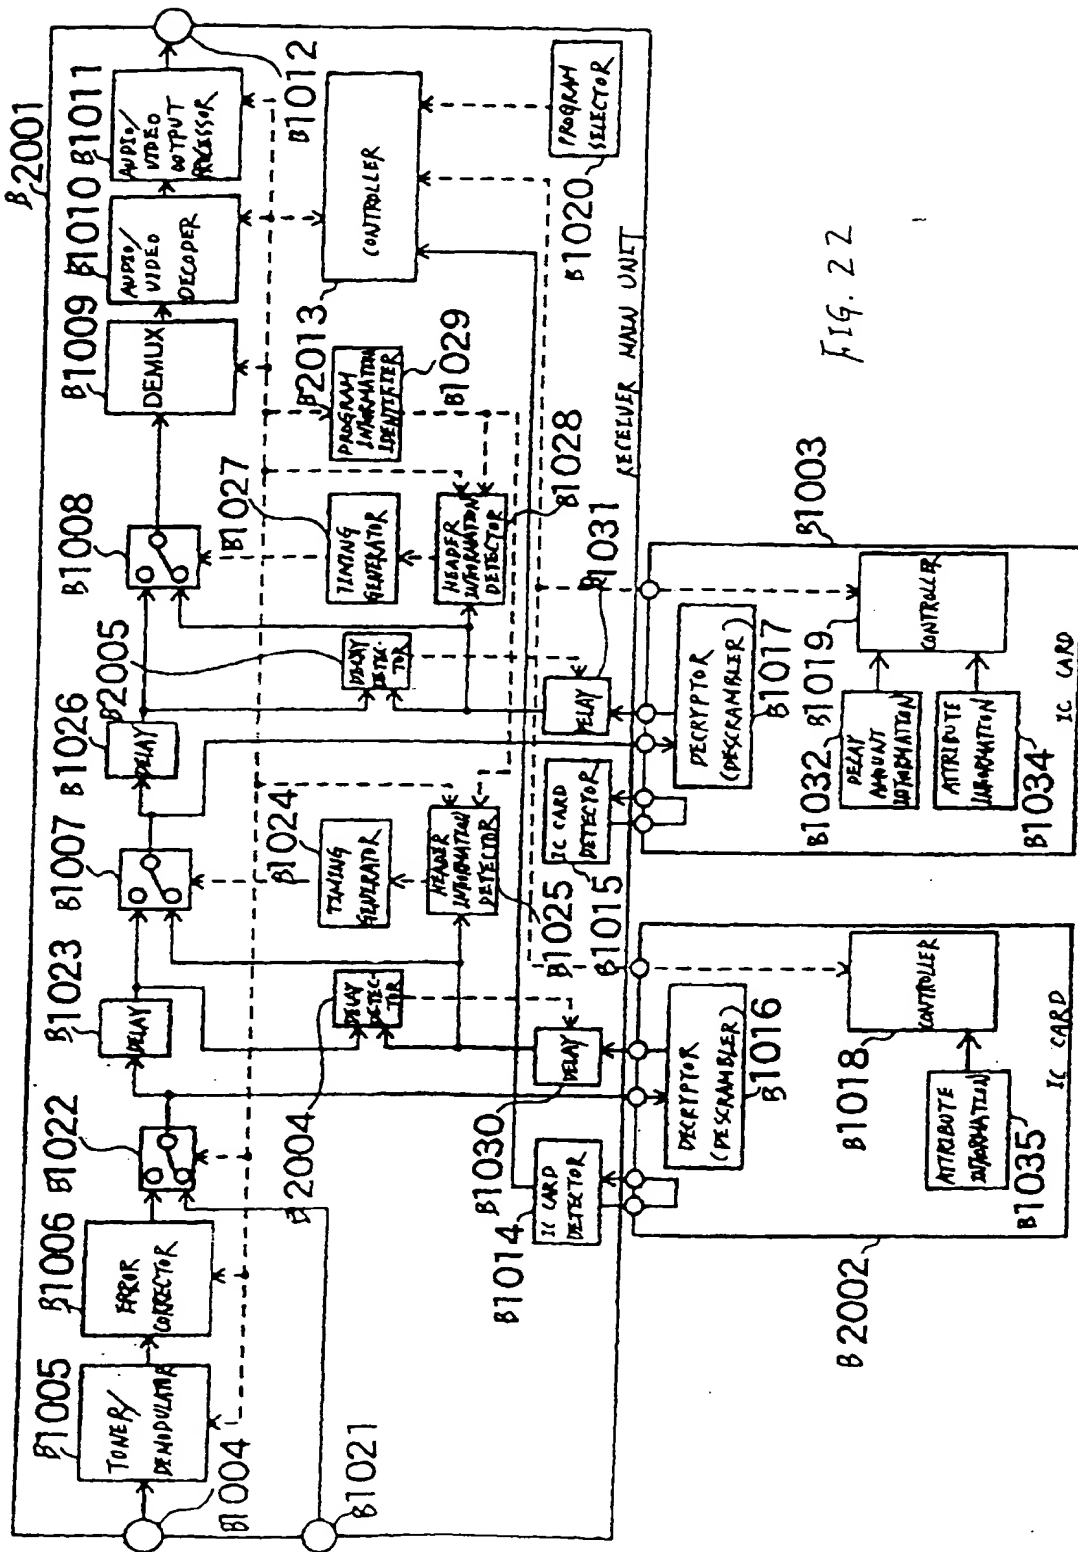 B2001
B1005
TUNER/
DEMODULATOR
B1004
B1021
B1006
ERROR
CORRECTOR
B1022
B1023
DELAY
B1007
B1026
DELAY
B2005
B1008
B1009
DEMUX
B1010
AUDIO/
VIDEO
DECODER
B1011
AUDIO/
VIDEO
OUTPUT
PROCESSOR
B1012
B2004
DELAY
DETEC-
TOR
B1024
TIMING
GENERATOR
HEADER
INFORMATION
DETECTOR
B1025
DELAY
DETEC-
TOR
B1027
TIMING
GENERATOR
HEADER
INFORMATION
DETECTOR
B1028
B2013
PROGRAM
INFORMATION
IDENTIFIER
B1029
CONTROLLER
PROGRAM
SELECTOR
B1020
B1014
IC CARD
DETECTOR
B1030
DELAY
B1015
IC CARD
DETECTOR
B1031
DELAY
RECEIVER MAIN UNIT
B2002
DECRYPTOR
(DESCRAMBLER)
B1016
B1018
CONTROLLER
ATTRIBUTE
INFORMATION
B1035
IC CARD
B1003
DECRYPTOR
(DESCRAMBLER)
B1017
B1019
CONTROLLER
B1032
DELAY
AMOUNT
INFORMATION
ATTRIBUTE
INFORMATION
B1034
IC CARD
FIG. 22